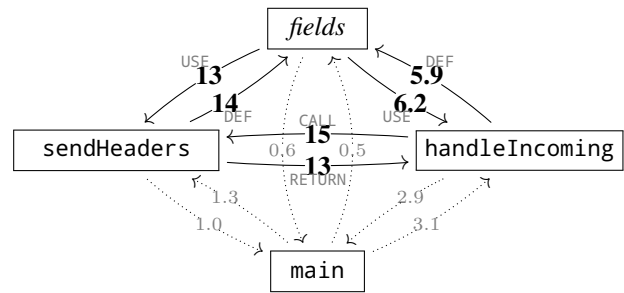 fields
USE
13
DEF
5.9
14
DEF
6.2
USE
CALL
15
sendHeaders
0.6
0.5
handleIncoming
13
RETURN
1.3
2.9
1.0
3.1
main